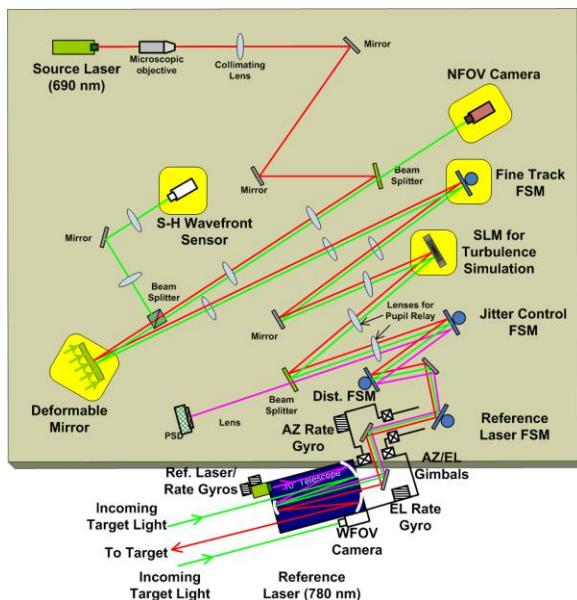 Source Laser
(690 nm)
Microscopic
objective
Collimating
Lens
Mirror
NFOV Camera
Mirror
Beam
Splitter
Fine Track
FSM
S-H Wavefront
Sensor
Mirror
SLM for
Turbulence
Simulation
Beam
Splitter
Lenses for
Pupil Relay
Mirror
Jitter Control
FSM
Deformable
Mirror
Beam
Splitter
Dist. FSM
PSD
Lens
AZ Rate
Gyro
Reference
Laser FSM
Ref. Laser/
Rate Gyros
Telescope
AZ/EL
Gimbals
Incoming
Target Light
EL Rate
Gyro
To Target
WFOV
Camera
Incoming
Target Light
Reference
Laser (780 nm)